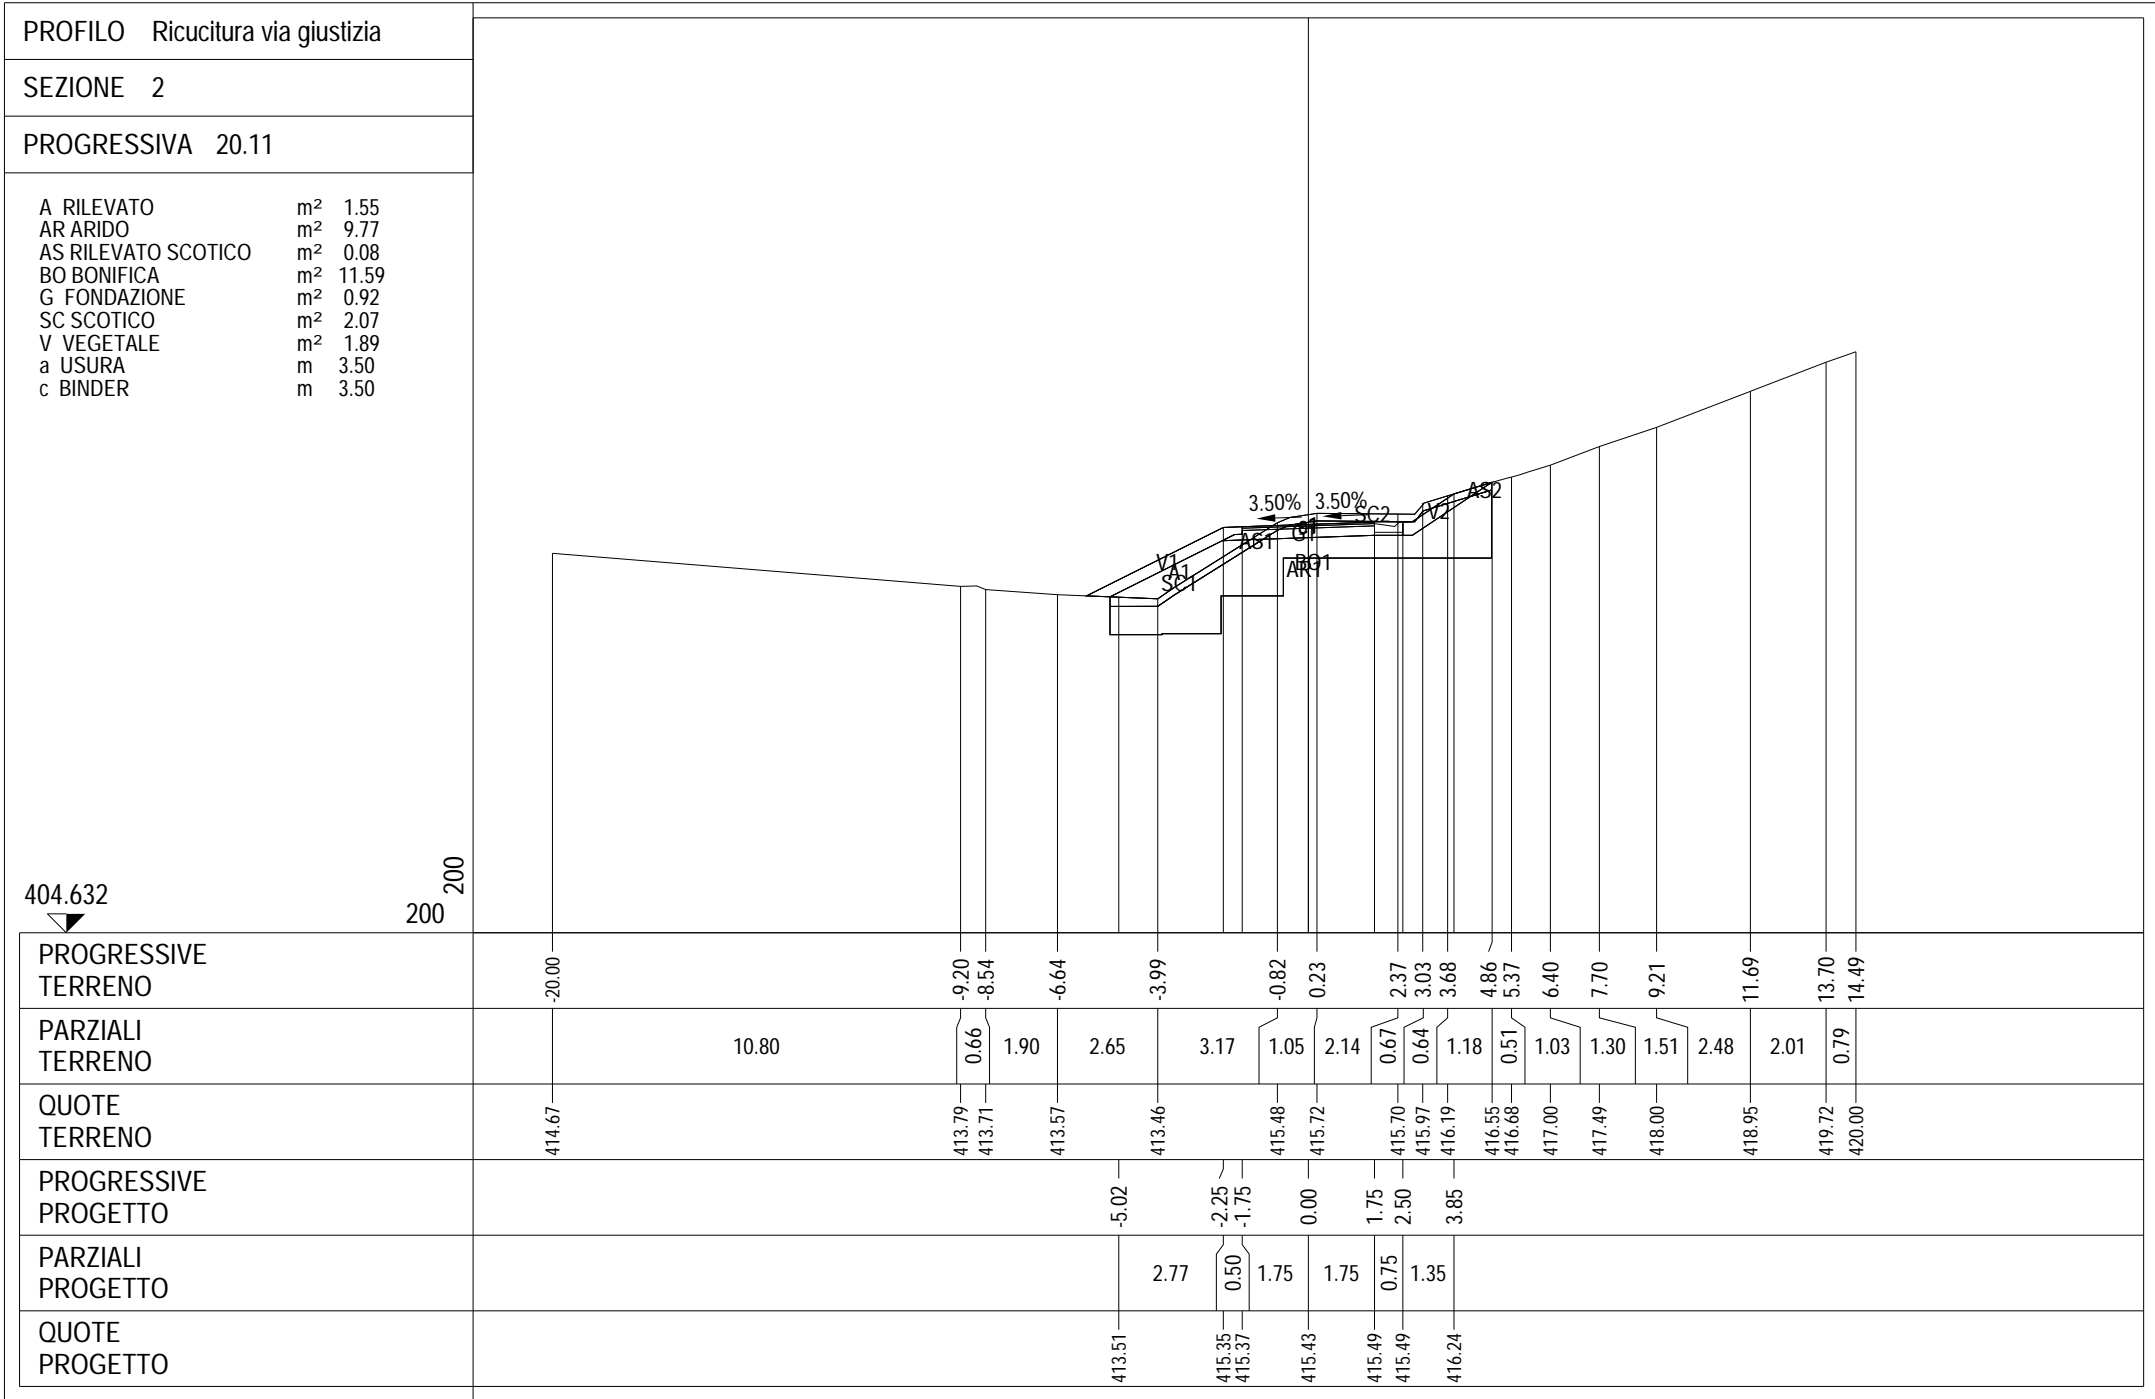 PROFILO Ricucitura via giustizia
SEZIONE 2
PROGRESSIVA 20.11
A RILEVATO m² 1.55
AR ARIDO m² 9.77
AS RILEVATO SCOTICO m² 0.08
BO BONIFICA m² 11.59
G FONDAZIONE m² 0.92
SC SCOTICO m² 2.07
V VEGETALE m² 1.89
a USURA m 3.50
c BINDER m 3.50
3.50% 3.50%
AS2
SC2
V2
G1
AS1
V1
A1
SC1
BO1
AR1
200
404.632
200
PROGRESSIVE
TERRENO
-20.00 -9.20 -8.54 -6.64 -3.99 -0.82 0.23 2.37 3.03 3.68 4.86 5.37 6.40 7.70 9.21 11.69 13.70 14.49
PARZIALI
TERRENO
10.80 0.66 1.90 2.65 3.17 1.05 2.14 0.67 0.64 1.18 0.51 1.03 1.30 1.51 2.48 2.01 0.79
QUOTE
TERRENO
414.67 413.79 413.71 413.57 413.46 415.48 415.72 415.70 415.97 416.19 416.55 416.68 417.00 417.49 418.00 418.95 419.72 420.00
PROGRESSIVE
PROGETTO
-5.02 -2.25 -1.75 0.00 1.75 2.50 3.85
PARZIALI
PROGETTO
2.77 0.50 1.75 1.75 0.75 1.35
QUOTE
PROGETTO
413.51 415.35 415.37 415.43 415.49 415.49 416.24